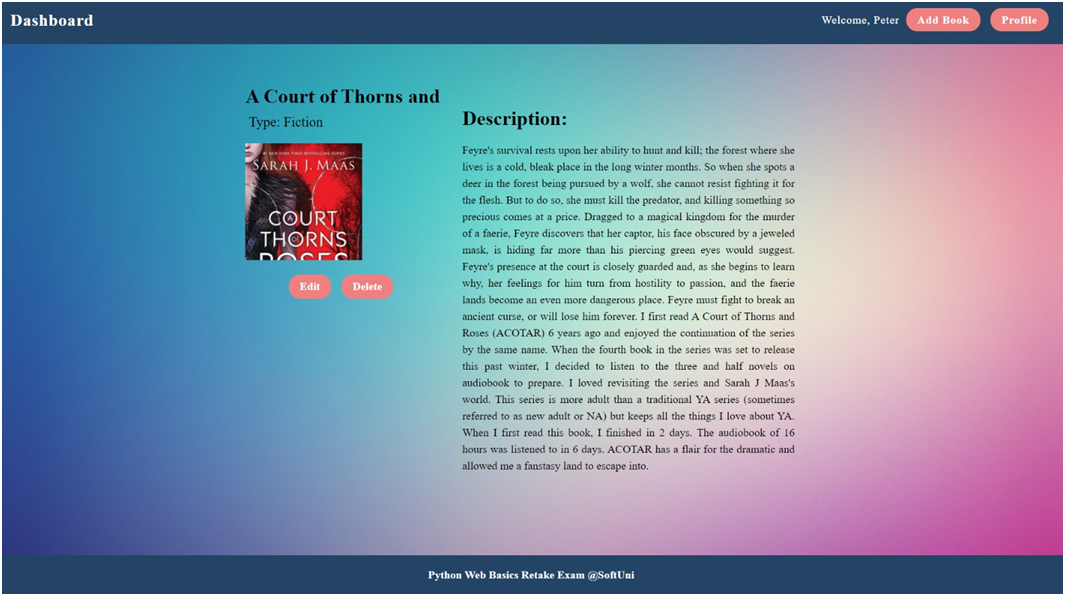 Dashboard
Welcome, Peter
Add Book
Profile
A Court of Thorns and
Type: Fiction
#1 NEW YORK TIMES BESTSELLING SERIES
SARAH J. MAAS
A
COURT
THORNS
ROSES
Edit
Delete
Description:
Feyre's survival rests upon her ability to hunt and kill; the forest where she
lives is a cold, bleak place in the long winter months. So when she spots a
deer in the forest being pursued by a wolf, she cannot resist fighting it for
the flesh. But to do so, she must kill the predator, and killing something so
precious comes at a price. Dragged to a magical kingdom for the murder
of a faerie, Feyre discovers that her captor, his face obscured by a jeweled
mask, is hiding far more than his piercing green eyes would suggest.
Feyre's presence at the court is closely guarded and, as she begins to learn
why, her feelings for him turn from hostility to passion, and the faerie
lands become an even more dangerous place. Feyre must fight to break an
ancient curse, or will lose him forever. I first read A Court of Thorns and
Roses (ACOTAR) 6 years ago and enjoyed the continuation of the series
by the same name. When the fourth book in the series was set to release
this past winter, I decided to listen to the three and half novels on
audiobook to prepare. I loved revisiting the series and Sarah J Maas's
world. This series is more adult than a traditional YA series (sometimes
referred to as new adult or NA) but keeps all the things I love about YA.
When I first read this book, I finished in 2 days. The audiobook of 16
hours was listened to in 6 days. ACOTAR has a flair for the dramatic and
allowed me a fanstasy land to escape into.
Python Web Basics Retake Exam @SoftUni